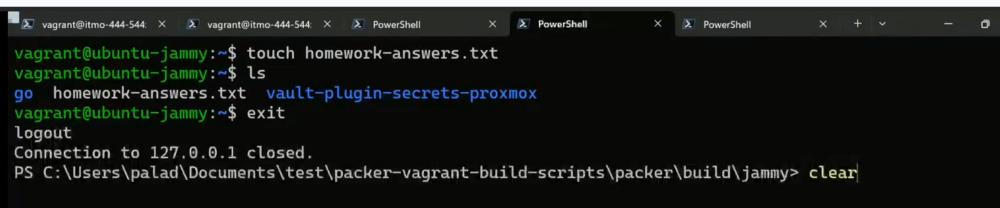 vagrant@itmo-444-544: vagrant@itmo-444-544: PowerShell PowerShell PowerShell
vagrant@ubuntu-jammy:~$ touch homework-answers.txt
vagrant@ubuntu-jammy:~$ ls
go homework-answers.txt vault-plugin-secrets-proxmox
vagrant@ubuntu-jammy:~$ exit
logout
Connection to 127.0.0.1 closed.
PS C:\Users\palad\Documents\test\packer-vagrant-build-scripts\packer\build\jammy> clear